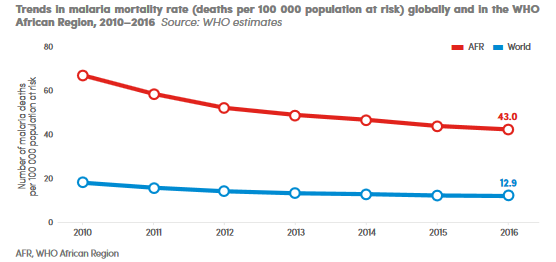 Trends in malaria mortality rate (deaths per 100 000 population at risk) globally and in the WHO
African Region, 2010–2016 Source: WHO estimates
AFR World
Number of malaria deaths
per 100 000 population at risk
80
60
40
20
0
43.0
12.9
2010 2011 2012 2013 2014 2015 2016
AFR, WHO African Region